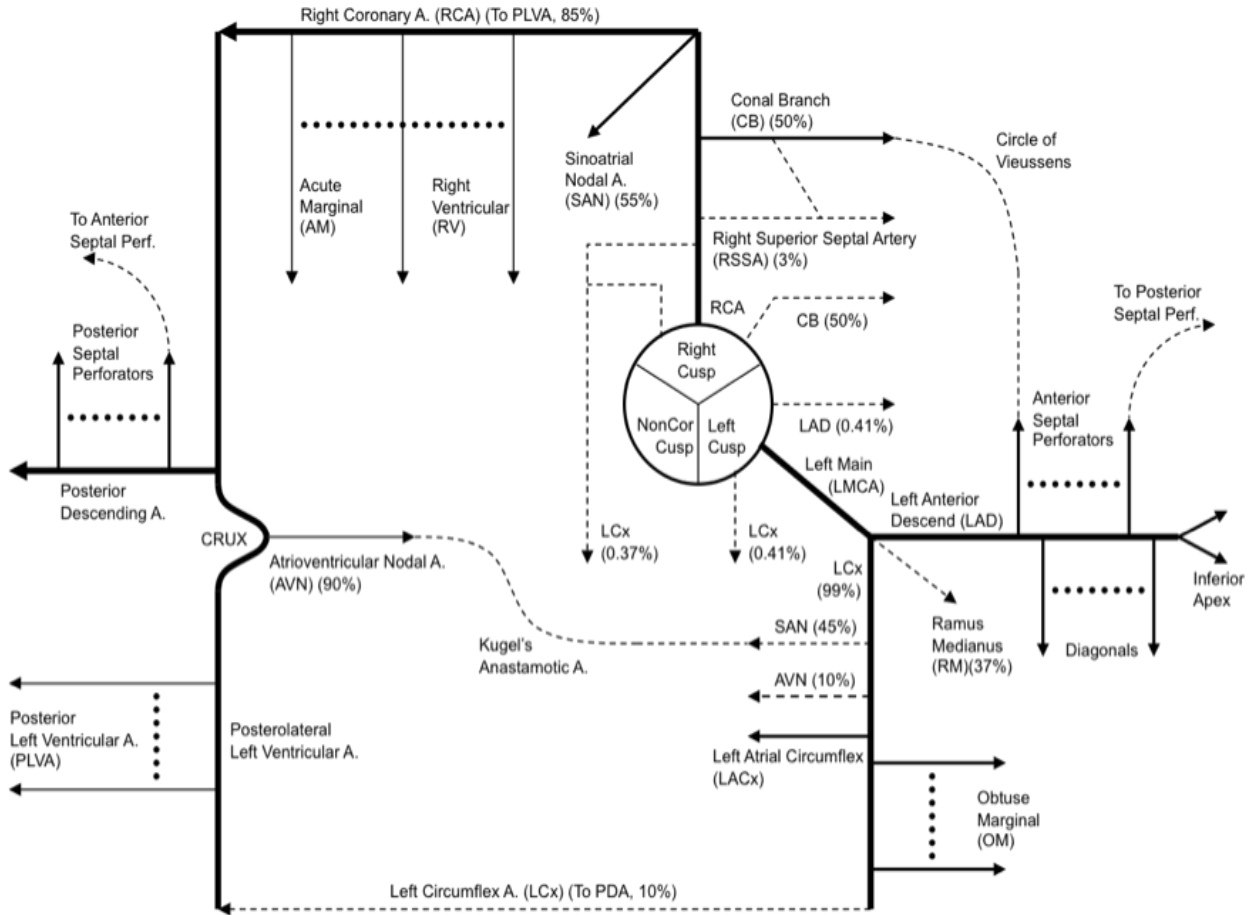 Right Coronary A. (RCA) (To PLVA, 85%)
Conal Branch
(CB) (50%)
Circle of
Vieussens
Sinoatrial
Nodal A.
(SAN) (55%)
Acute
Marginal
(AM)
Right
Ventricular
(RV)
To Anterior
Septal Perf.
Right Superior Septal Artery
(RSSA) (3%)
RCA
CB (50%)
To Posterior
Septal Perf.
Posterior
Septal
Perforators
Right
Cusp
NonCor
Cusp
Left
Cusp
LAD (0.41%)
Anterior
Septal
Perforators
Left Main
(LMCA)
Left Anterior
Descend (LAD)
Posterior
Descending A.
CRUX
Atrioventricular Nodal A.
(AVN) (90%)
LCx
(0.37%)
LCx
(0.41%)
LCx
(99%)
Inferior
Apex
Ramus
Medianus
(RM)(37%)
Diagonals
SAN (45%)
Kugel's
Anastamotic A.
AVN (10%)
Posterior
Left Ventricular A.
(PLVA)
Posterolateral
Left Ventricular A.
Left Atrial Circumflex
(LACx)
Obtuse
Marginal
(OM)
Left Circumflex A. (LCx) (To PDA, 10%)